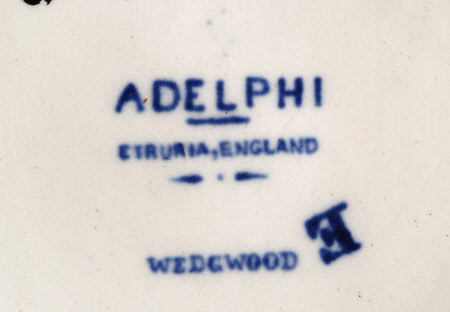 ADELPHI
ETRURIA, ENGLAND
WEDGWOOD E